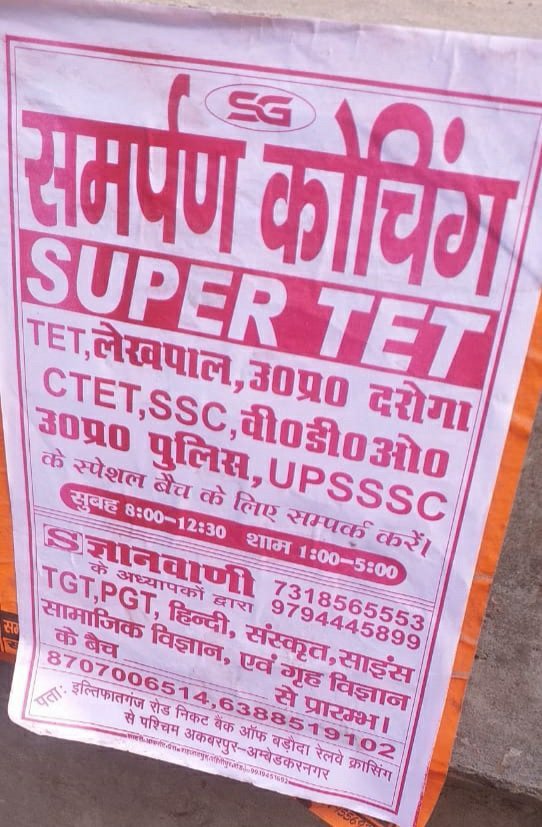 SG
समर्पण कोचिंग
SUPER TET
TET,लेखपाल,उ0प्र0 दरोगा
CTET,SSC,वी0डी0ओ0
उ0प्र0 पुलिस,UPSSSC
के स्पेशल बैच के लिए सम्पर्क करें।
सुबह 8:00-12:30 शाम 1:00-5:00
S ज्ञानवाणी 7318565553
के अध्यापकों द्वारा 9794445899
TGT,PGT, हिन्दी, संस्कृत,साइंस
सामाजिक विज्ञान, एवं गृह विज्ञान
के बैच से प्रारम्भ।
8707006514,6388519102
पताः इल्तिफातगंज रोड निकट बैंक ऑफ बड़ोदा रेलवे क्रासिंग
से पश्चिम अकबरपुर-अम्बेडकरनगर